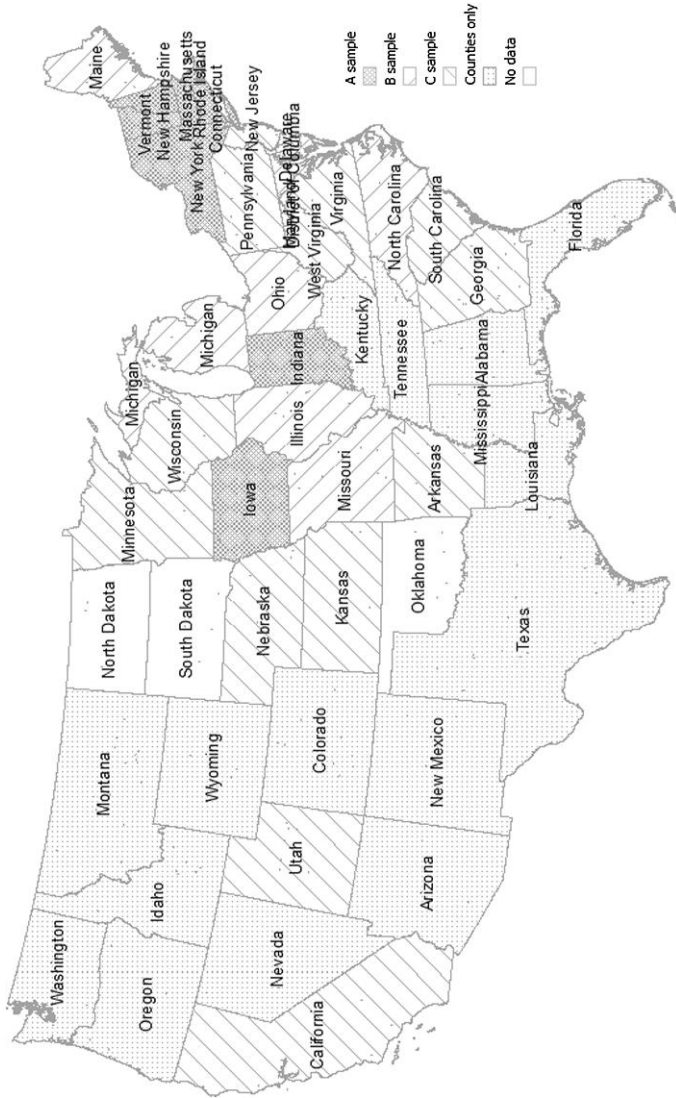 Washington
Montana
North Dakota
Minnesota
Michigan
Maine
Vermont
New Hampshire
Massachusetts
New York
Rhode Island
Connecticut
Oregon
Idaho
Wyoming
South Dakota
Wisconsin
Michigan
Pennsylvania
New Jersey
Nevada
Utah
Colorado
Nebraska
Iowa
Illinois
Indiana
Ohio
Maryland
Delaware
District of Columbia
West Virginia
Virginia
California
Arizona
New Mexico
Kansas
Missouri
Kentucky
Tennessee
North Carolina
South Carolina
Oklahoma
Arkansas
Mississippi
Alabama
Georgia
Texas
Louisiana
Florida
A sample
B sample
C sample
Counties only
No data